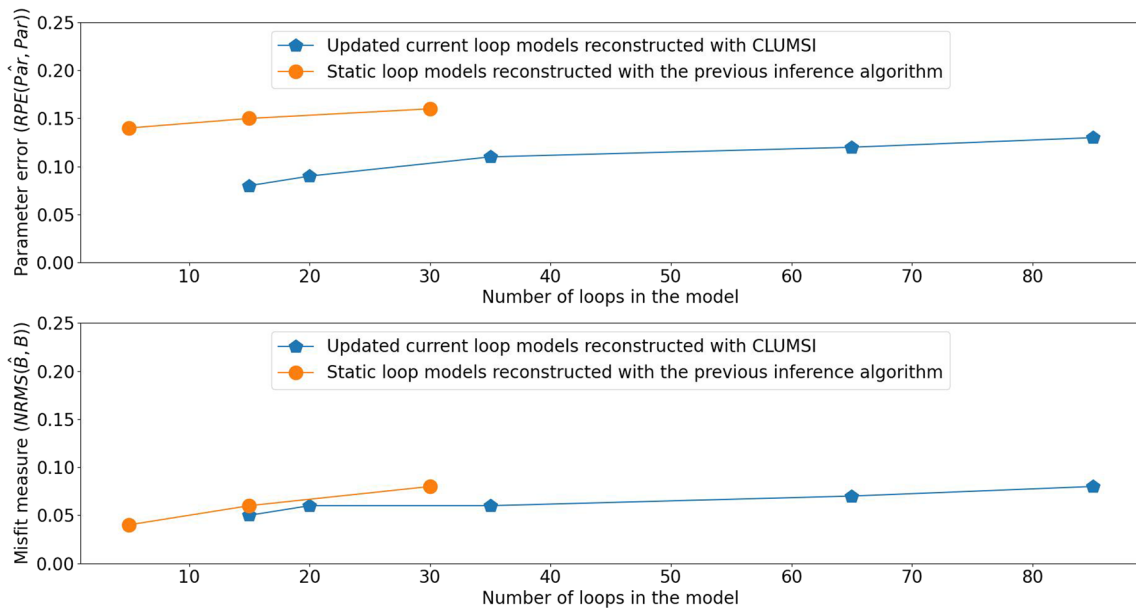 0.25
0.20
0.15
0.10
0.05
0.00
Parameter error (RPE(Pâr, Par))
Updated current loop models reconstructed with CLUMSI
Static loop models reconstructed with the previous inference algorithm
10 20 30 40 50 60 70 80
Number of loops in the model
0.25
0.20
0.15
0.10
0.05
0.00
Misfit measure (NRMS(B̂, B))
Updated current loop models reconstructed with CLUMSI
Static loop models reconstructed with the previous inference algorithm
10 20 30 40 50 60 70 80
Number of loops in the model